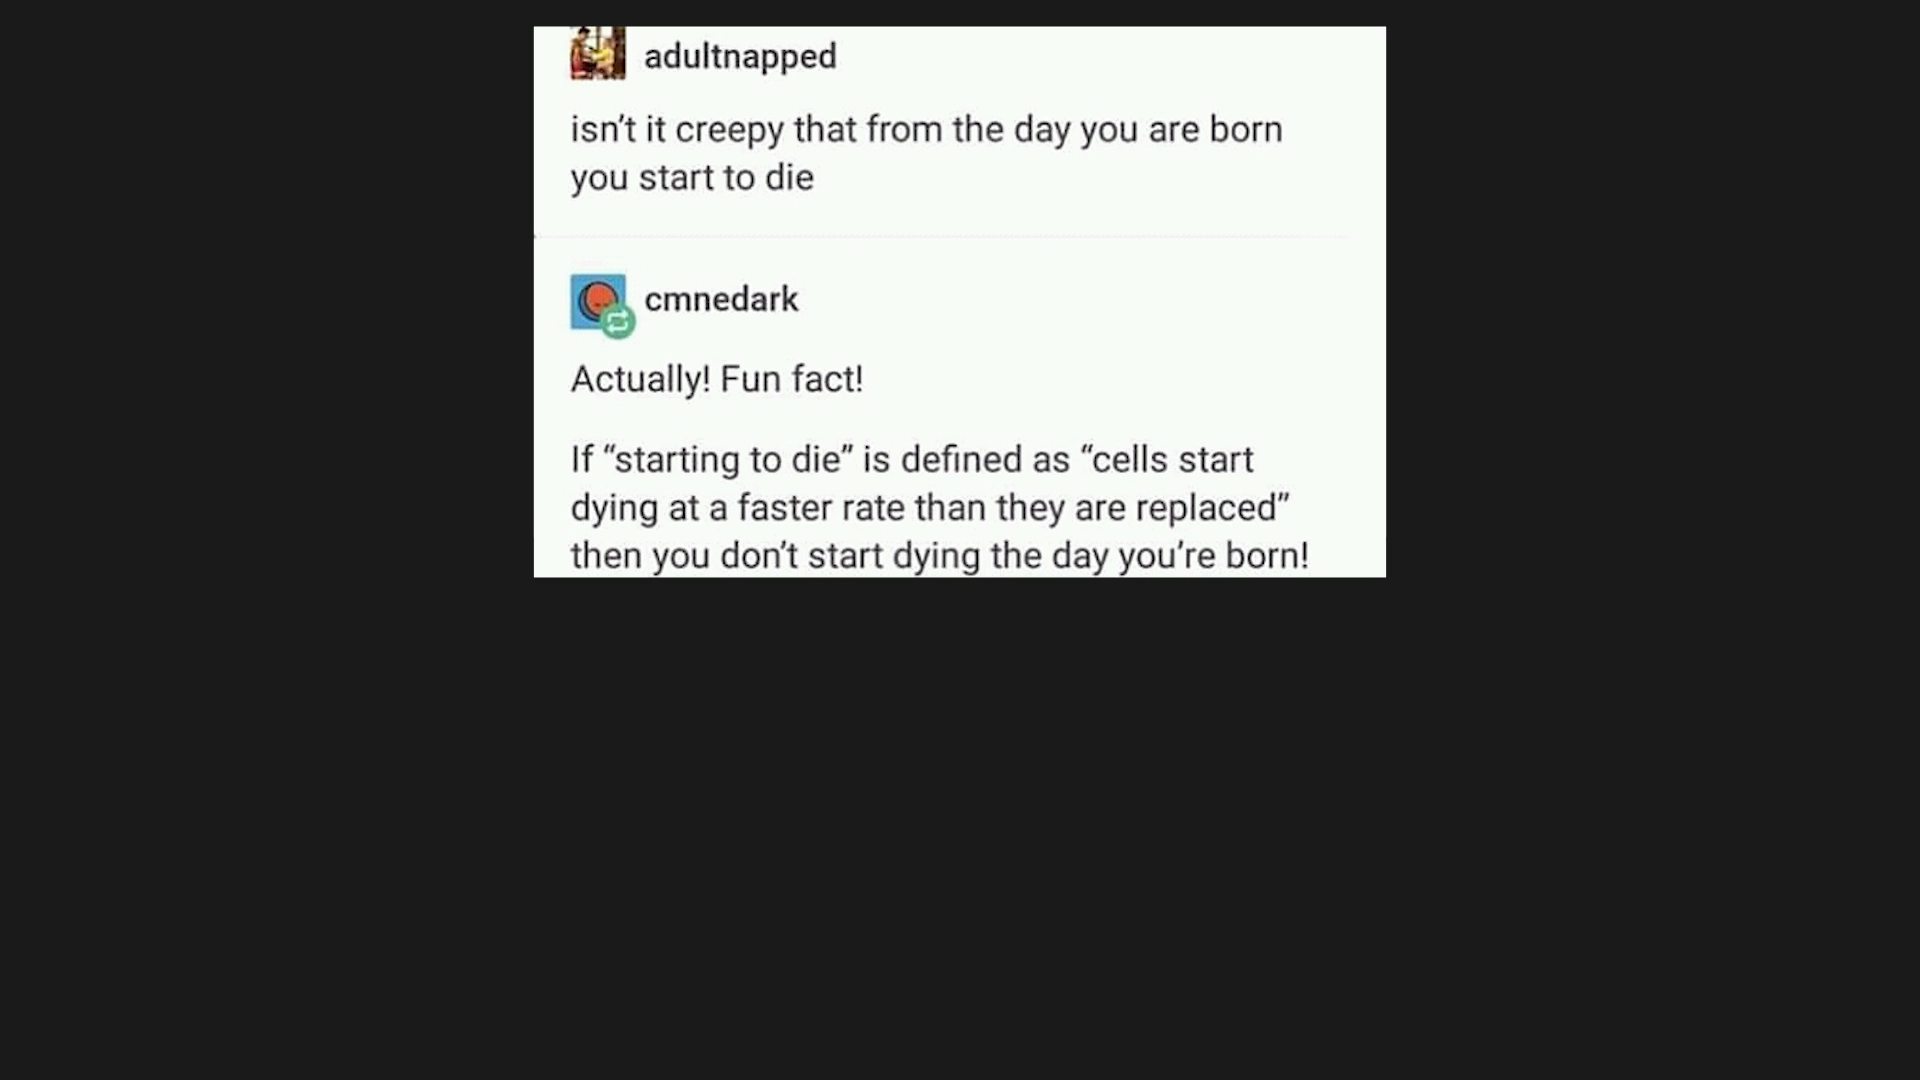 adultnapped
isn’t it creepy that from the day you are born
you start to die
cmnedark
Actually! Fun fact!
If “starting to die” is defined as “cells start
dying at a faster rate than they are replaced”
then you don’t start dying the day you’re born!